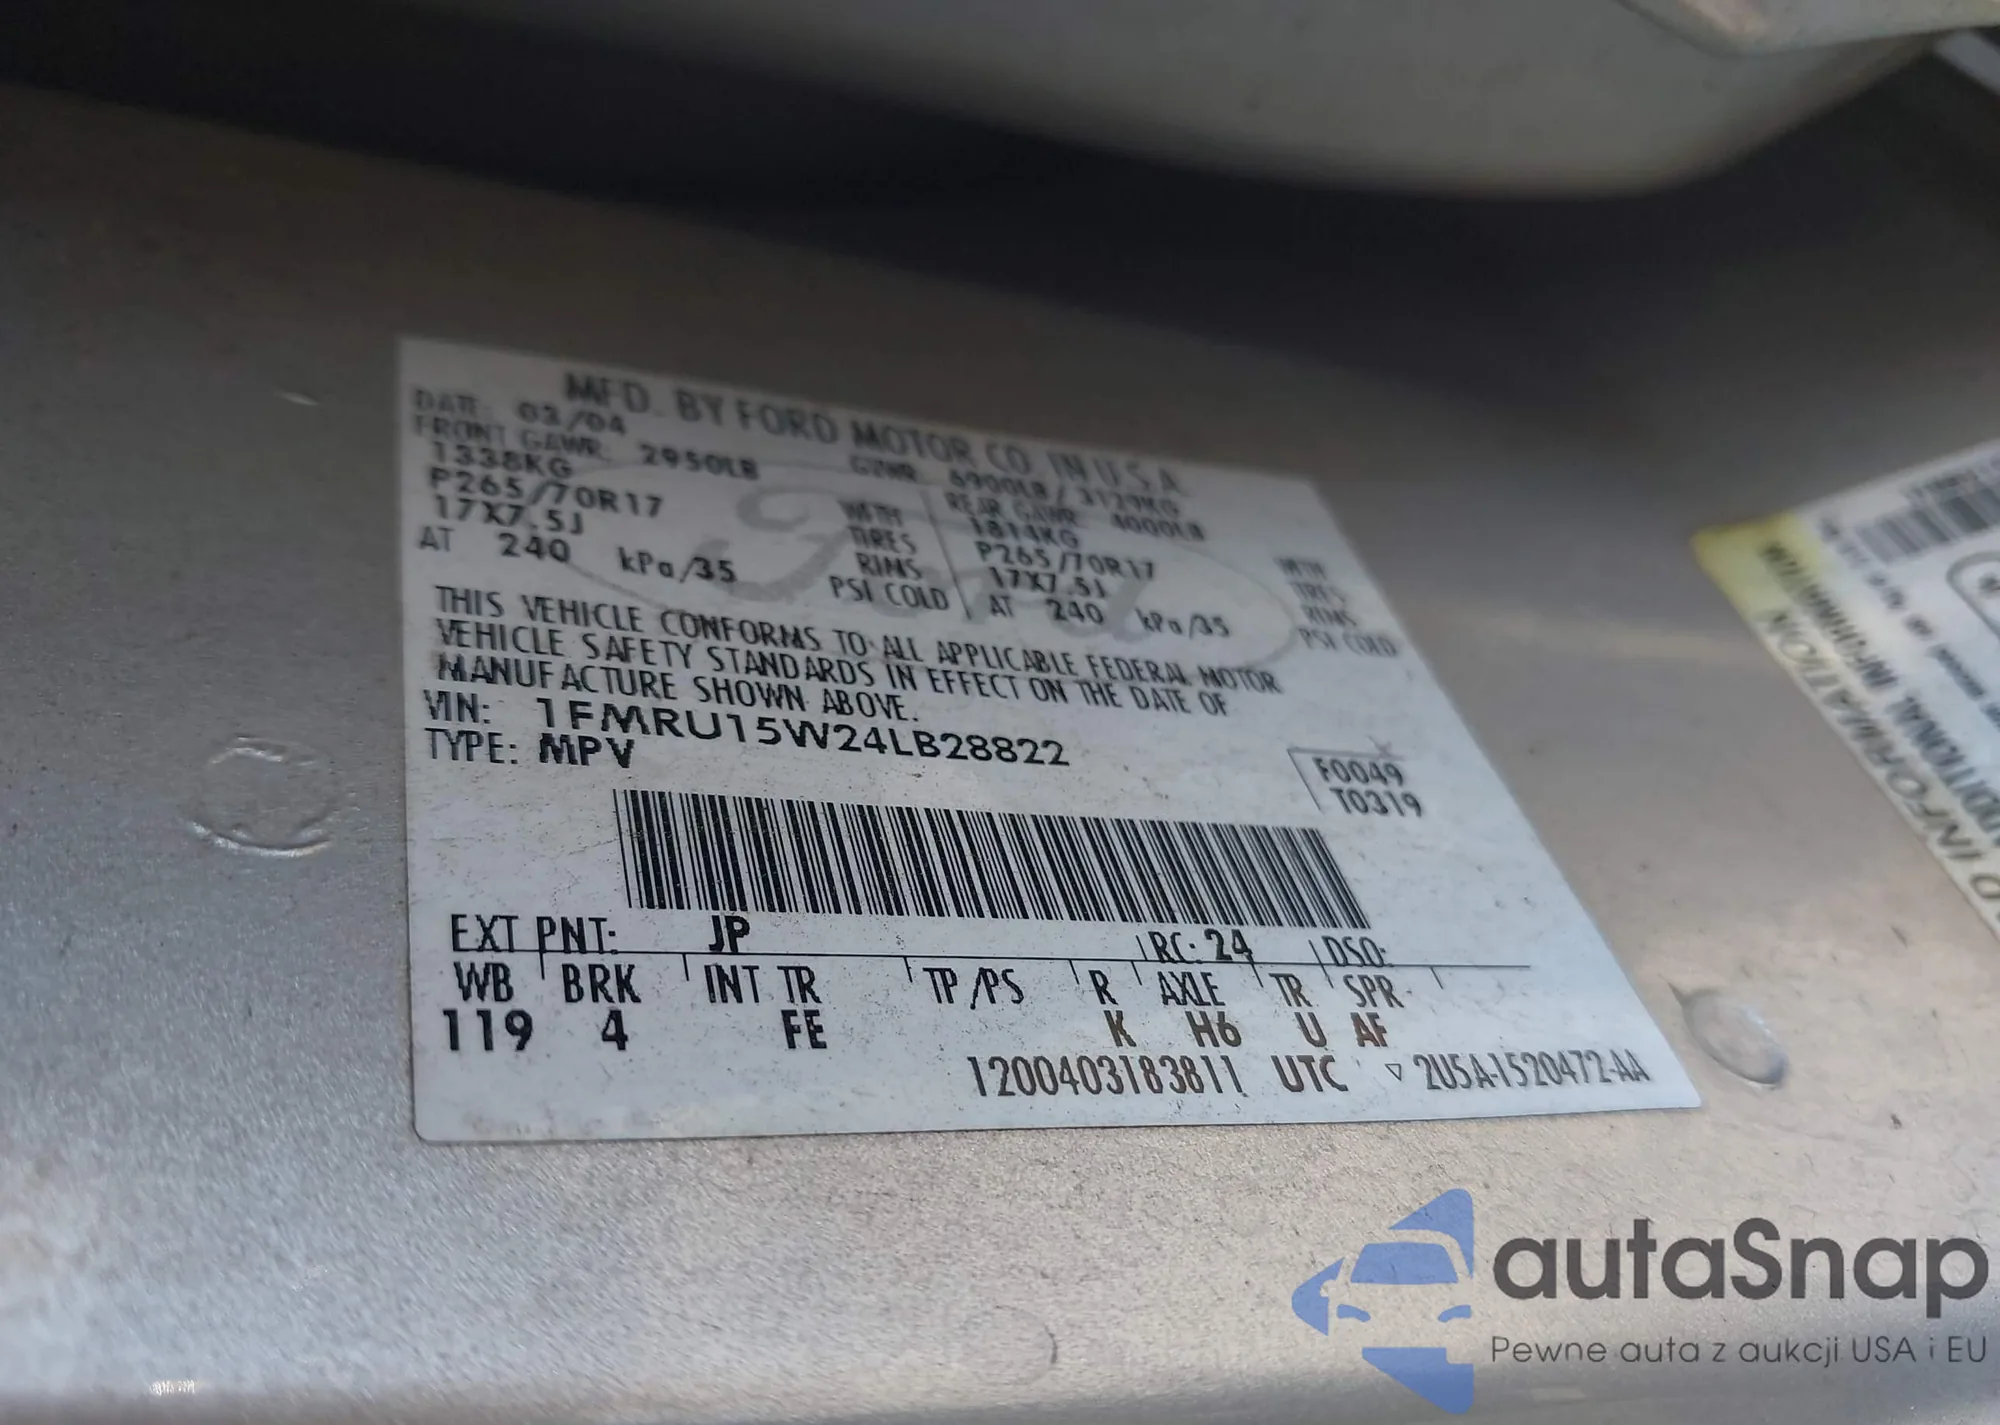 MFD. BY FORD MOTOR CO. IN U.S.A.
DATE: 03/04 GVWR: 6900LB / 3129KG
FRONT GAWR: 2950LB REAR GAWR: 4000LB
1338KG WITH 1814KG WITH
P265/70R17 TIRES P265/70R17 TIRES
17X7.5J RIMS 17X7.5J RIMS
AT 240 kPa/35 PSI COLD AT 240 kPa/35 PSI COLD
THIS VEHICLE CONFORMS TO ALL APPLICABLE FEDERAL MOTOR
VEHICLE SAFETY STANDARDS IN EFFECT ON THE DATE OF
MANUFACTURE SHOWN ABOVE.
VIN: 1FMRU15W24LB28822
TYPE: MPV
F0049
T0319
EXT PNT: JP RC: 24 DSO:
WB BRK INT TR TP/PS R AXLE TR SPR
119 4 FE K H6 U AF
1200403183811 UTC ▽ 2U5A-1520472-AA
INFORMATION
ADDITIONAL INFORMATION
autaSnap
Pewne auta z aukcji USA i EU